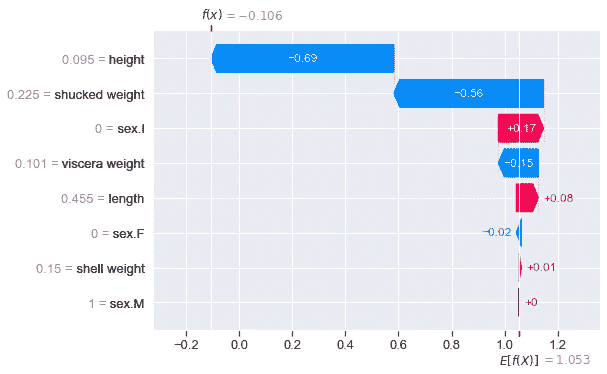 f(x) = −0.106
0.095 = height
−0.69
0.225 = shucked weight
−0.56
0 = sex.I
+0.17
0.101 = viscera weight
−0.15
0.455 = length
+0.08
0 = sex.F
−0.02
0.15 = shell weight
+0.01
1 = sex.M
+0
−0.2 0.0 0.2 0.4 0.6 0.8 1.0 1.2
E[f(X)] = 1.053